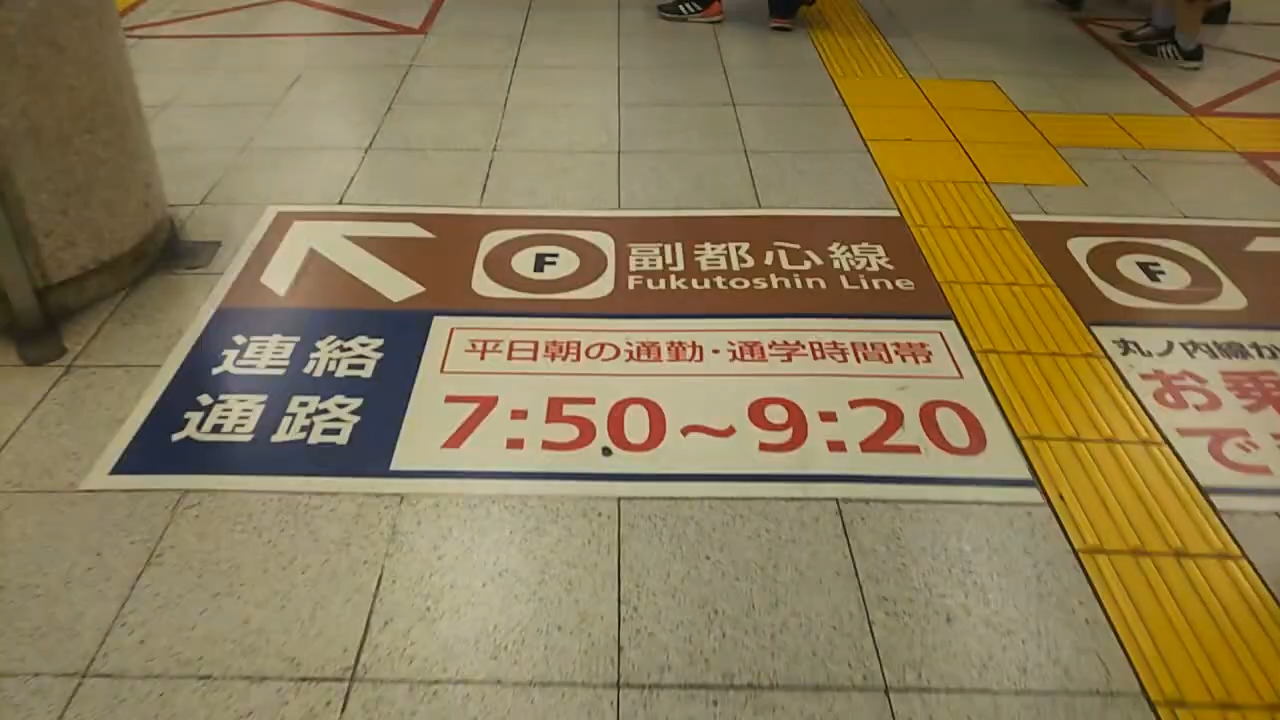 F 副都心線
Fukutoshin Line
連絡
通路
平日朝の通勤・通学時間帯
7:50~9:20
F
丸ノ内線か
お乗
で